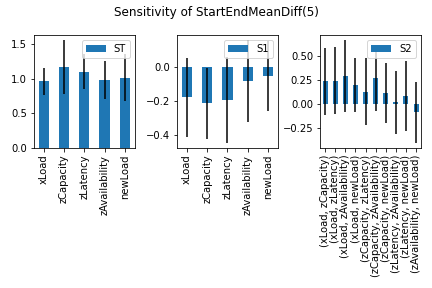 Sensitivity of StartEndMeanDiff(5)
1.5
1.0
0.5
0.0
ST
xLoad
zCapacity
zLatency
zAvailability
newLoad
0.0
−0.2
−0.4
S1
xLoad
zCapacity
zLatency
zAvailability
newLoad
0.50
0.25
0.00
−0.25
S2
(xLoad, zCapacity)
(xLoad, zLatency)
(xLoad, zAvailability)
(xLoad, newLoad)
(zCapacity, zLatency)
(zCapacity, zAvailability)
(zCapacity, newLoad)
(zLatency, zAvailability)
(zLatency, newLoad)
(zAvailability, newLoad)